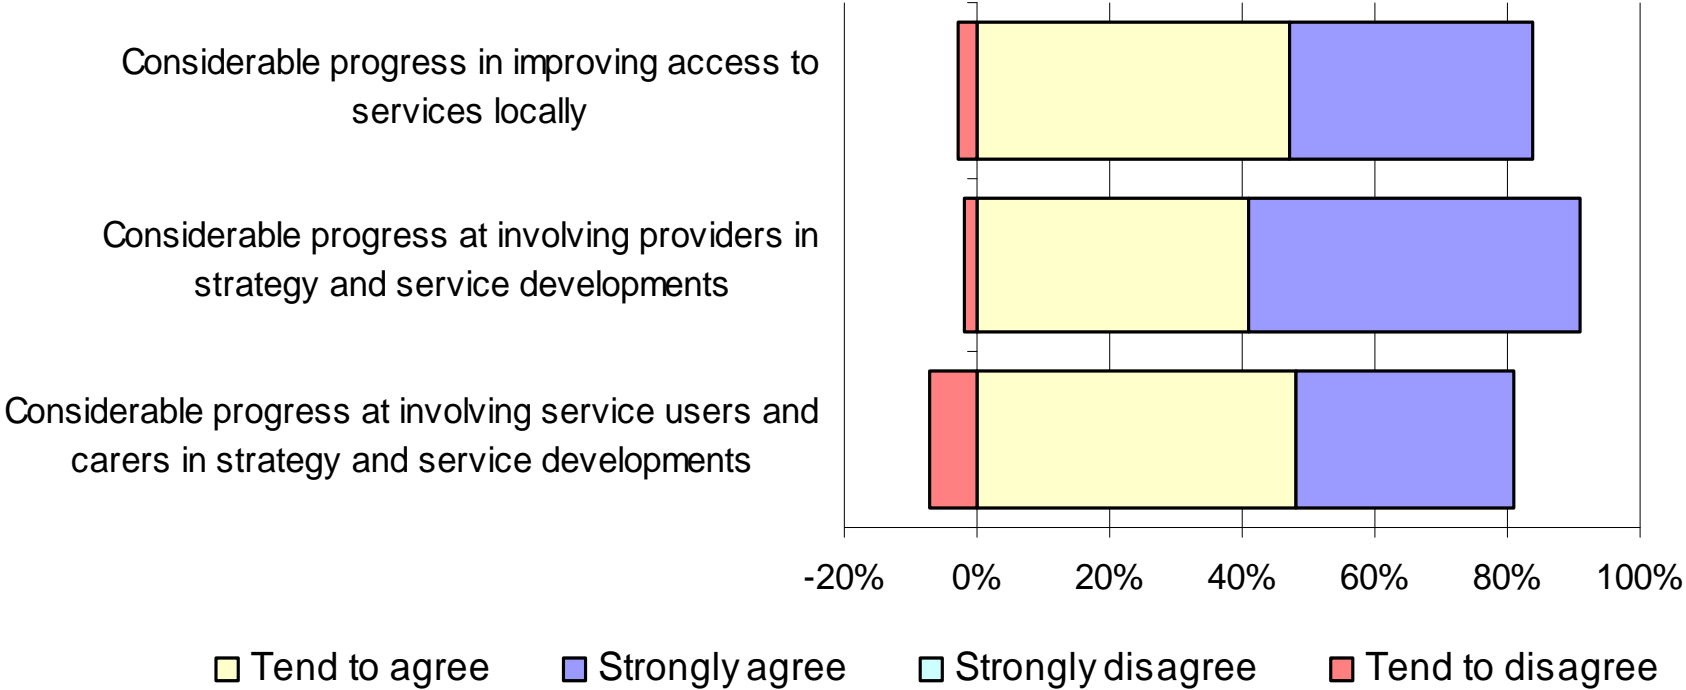 Considerable progress in improving access to
services locally
Considerable progress at involving providers in
strategy and service developments
Considerable progress at involving service users and
carers in strategy and service developments
-20% 0% 20% 40% 60% 80% 100%
Tend to agree Strongly agree Strongly disagree Tend to disagree